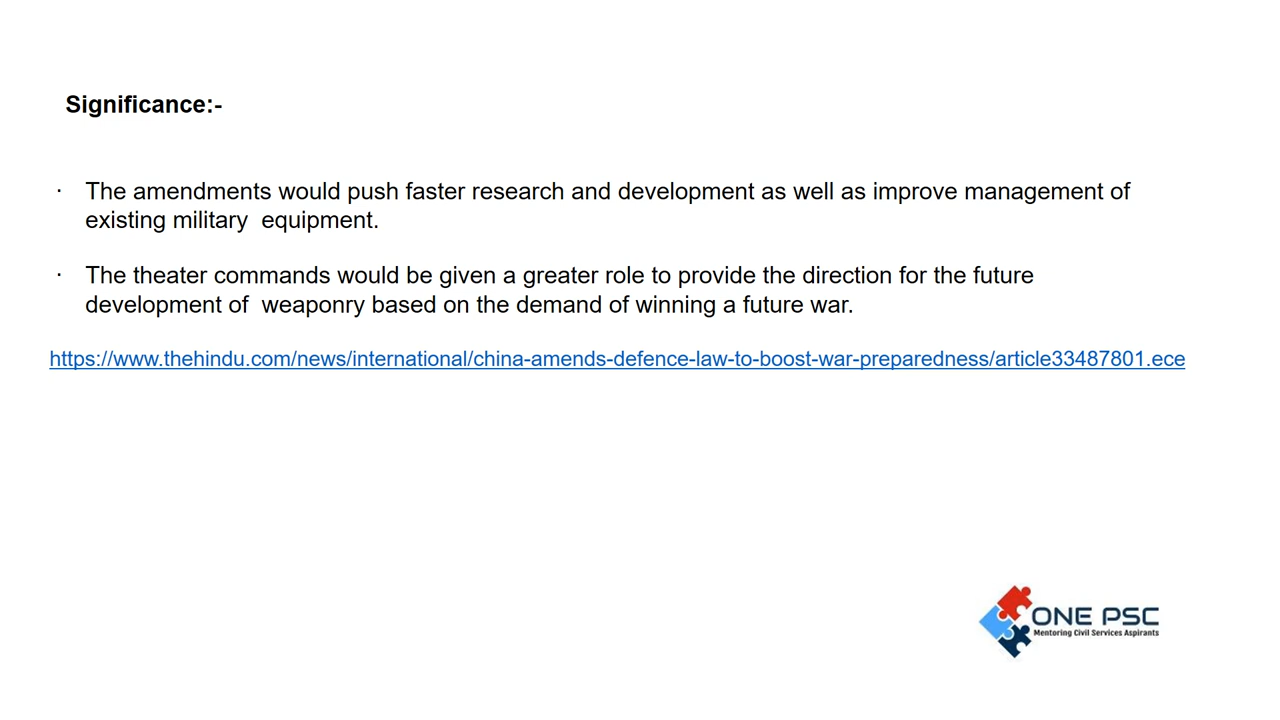 Significance:-
· The amendments would push faster research and development as well as improve management of
existing military  equipment.
· The theater commands would be given a greater role to provide the direction for the future
development of  weaponry based on the demand of winning a future war.
https://www.thehindu.com/news/international/china-amends-defence-law-to-boost-war-preparedness/article33487801.ece
ONE PSC
Mentoring Civil Services Aspirants